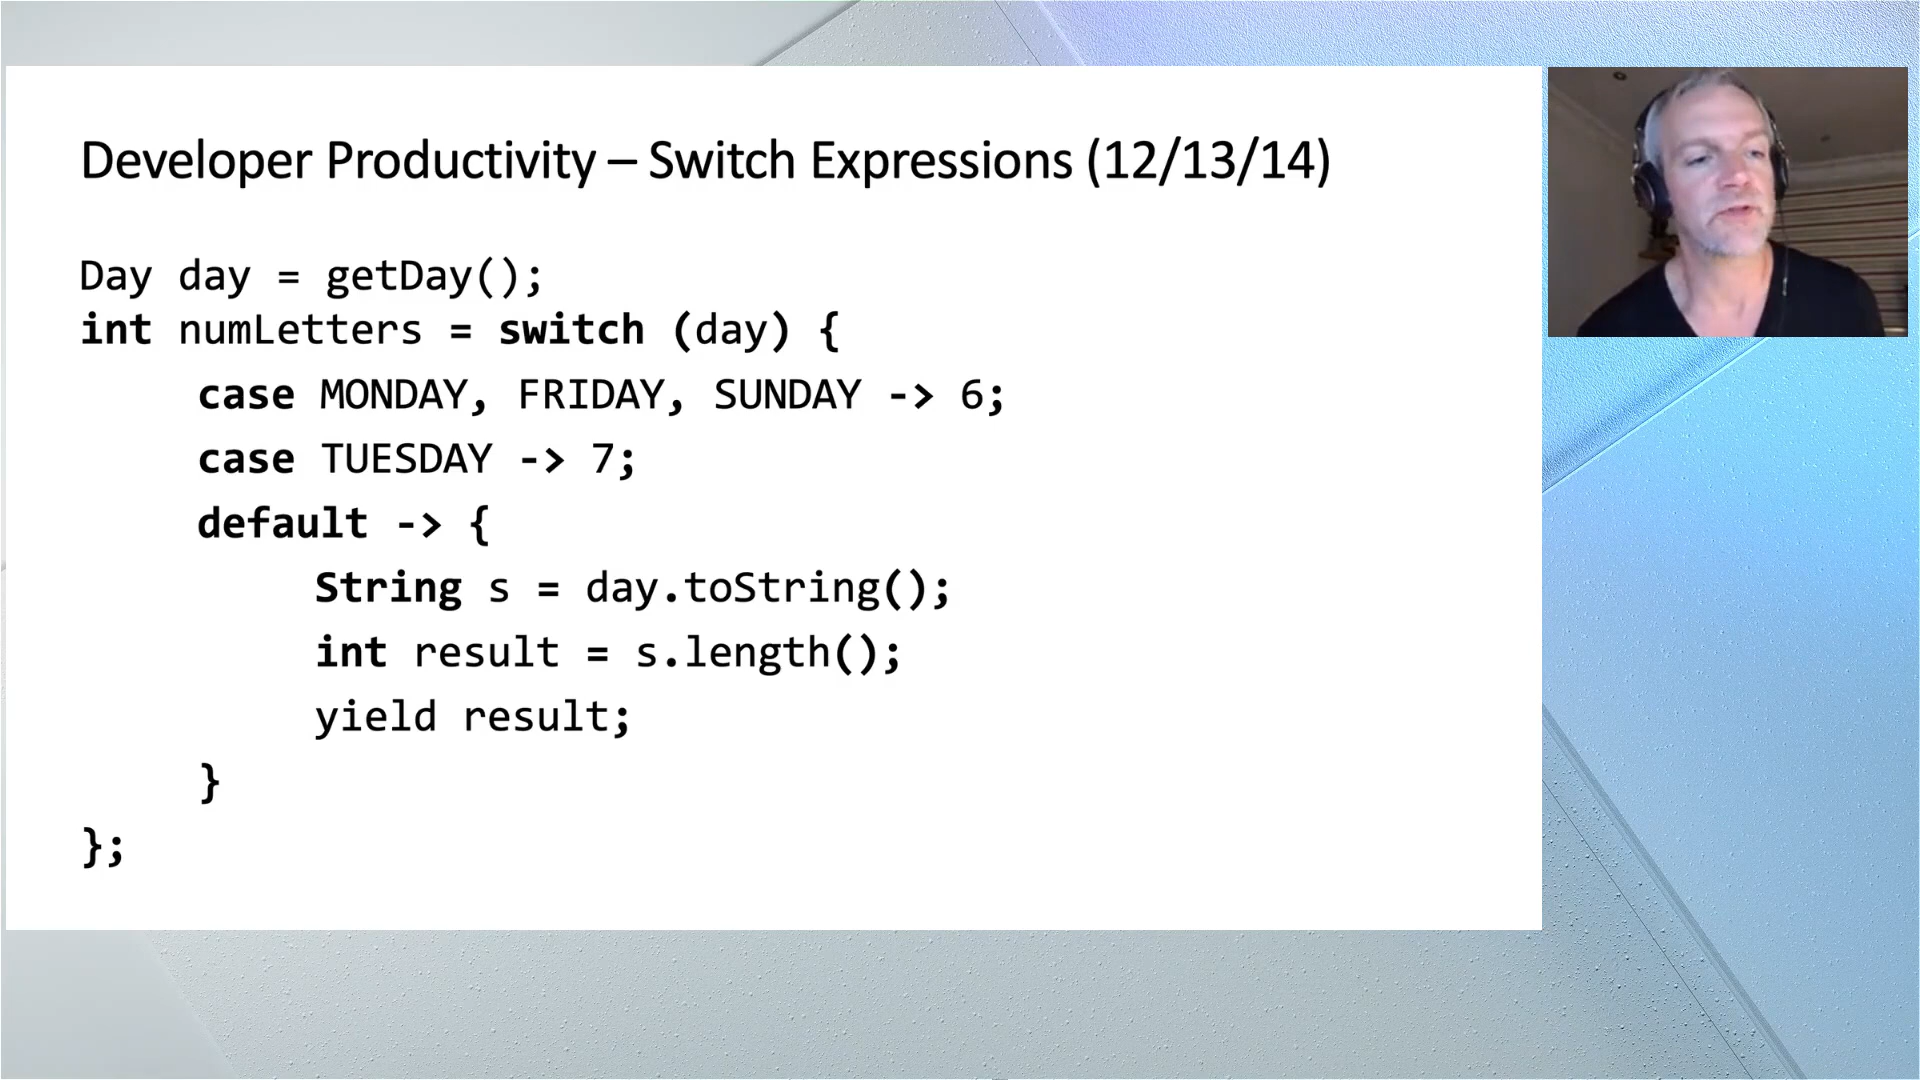 Developer Productivity – Switch Expressions (12/13/14)
Day day = getDay();
int numLetters = switch (day) {
case MONDAY, FRIDAY, SUNDAY -> 6;
case TUESDAY -> 7;
default -> {
String s = day.toString();
int result = s.length();
yield result;
}
};